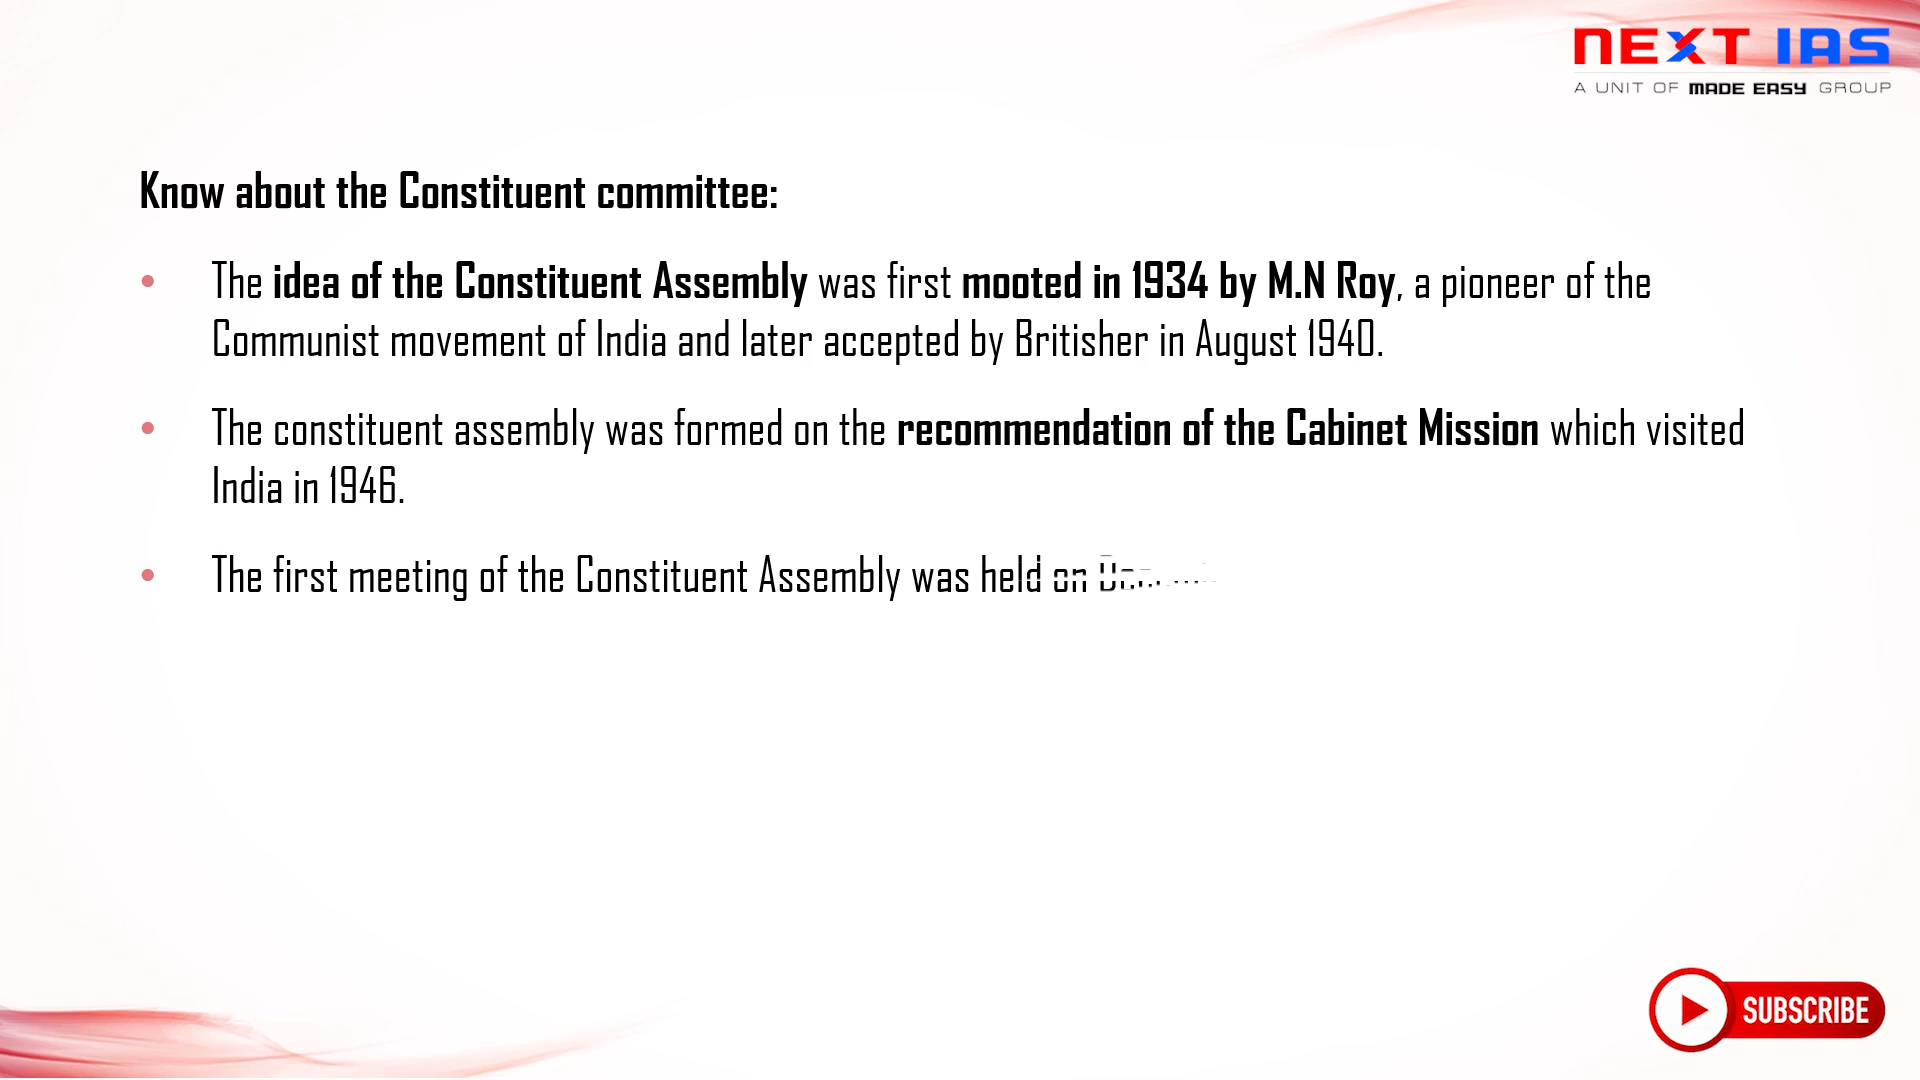 NEXT IAS
A UNIT OF MADE EASY GROUP
Know about the Constituent committee:
• The idea of the Constituent Assembly was first mooted in 1934 by M.N Roy, a pioneer of the
Communist movement of India and later accepted by Britisher in August 1940.
• The constituent assembly was formed on the recommendation of the Cabinet Mission which visited
India in 1946.
• The first meeting of the Constituent Assembly was held on
SUBSCRIBE